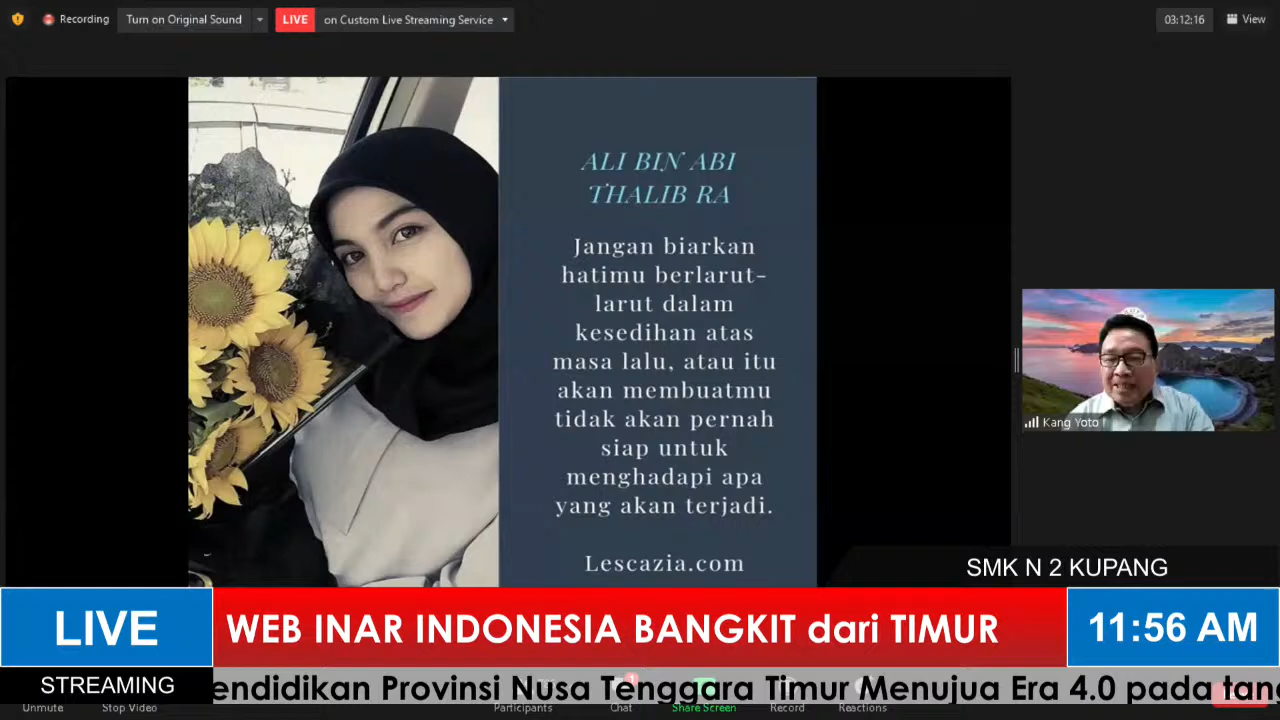 Recording
Turn on Original Sound
LIVE on Custom Live Streaming Service
03:12:16
View
ALI BIN ABI
THALIB RA
Jangan biarkan
hatimu berlarut-
larut dalam
kesedihan atas
masa lalu, atau itu
akan membuatmu
tidak akan pernah
siap untuk
menghadapi apa
yang akan terjadi.
Lescazia.com
Kang Yoto
SMK N 2 KUPANG
LIVE
WEB INAR INDONESIA BANGKIT dari TIMUR
11:56 AM
STREAMING
endidikan Provinsi Nusa Tenggara Timur Menujua Era 4.0 pada tang
Unmute
Stop Video
Participants
Chat
Share Screen
Record
Reactions